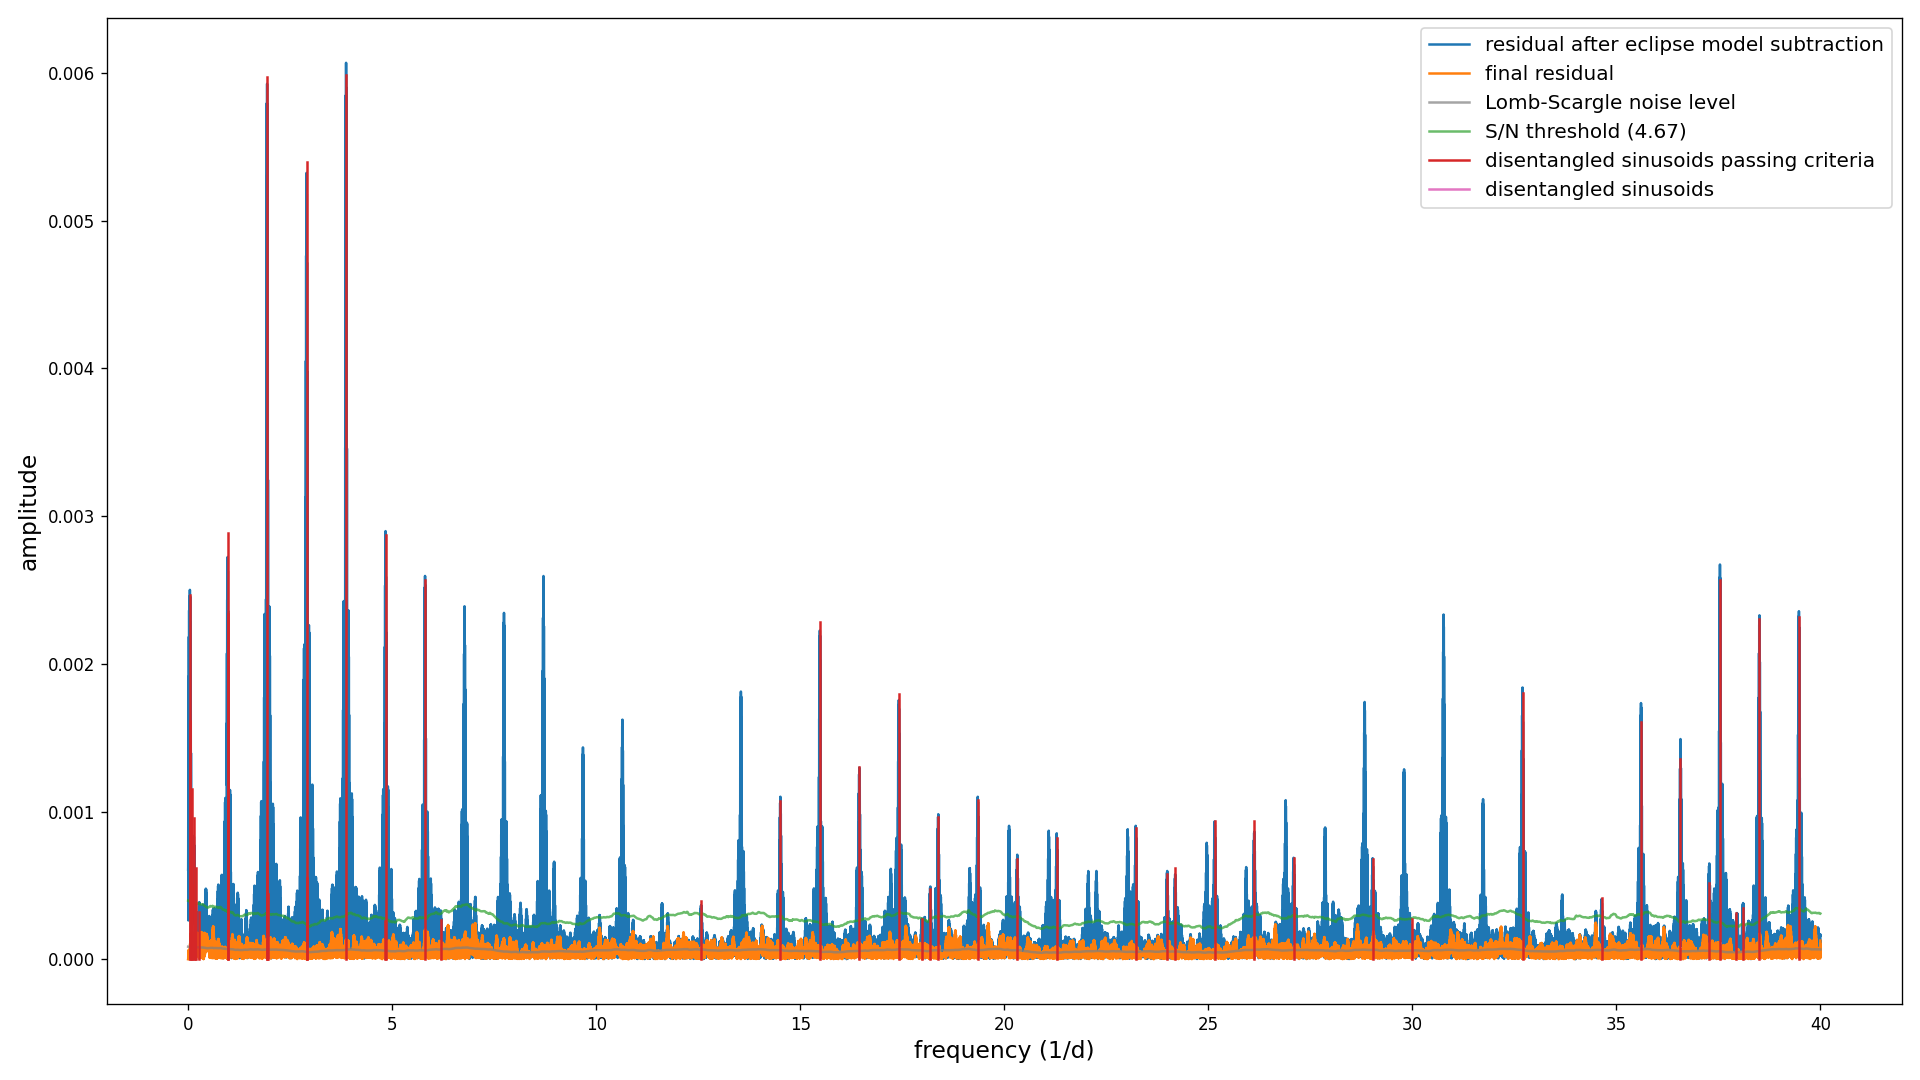 residual after eclipse model subtraction
final residual
Lomb-Scargle noise level
S/N threshold (4.67)
disentangled sinusoids passing criteria
disentangled sinusoids
0.006
0.005
0.004
0.003
0.002
0.001
0.000
amplitude
0 5 10 15 20 25 30 35 40
frequency (1/d)